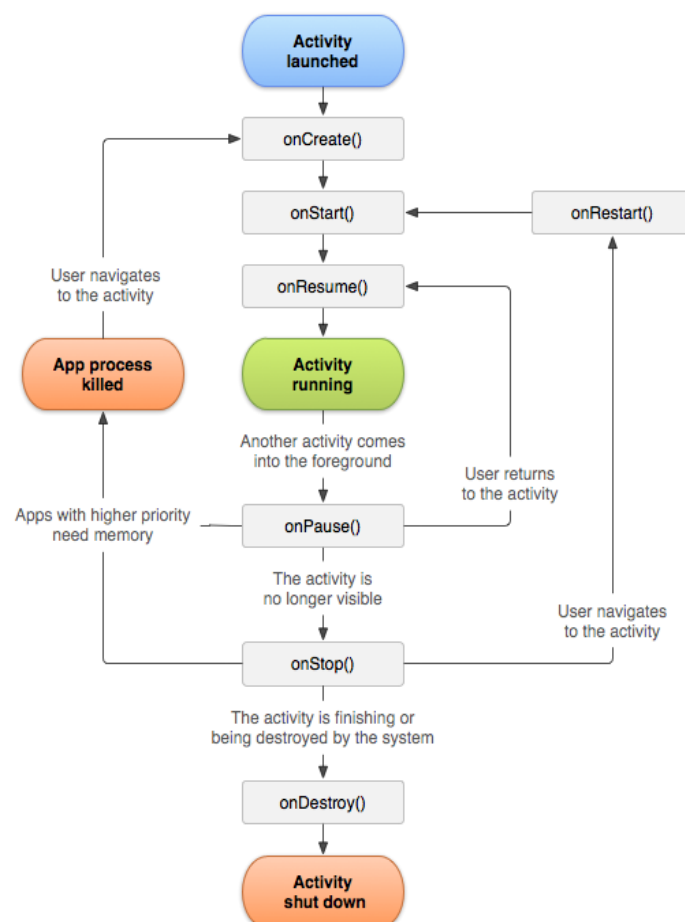 Activity
launched
onCreate()
onStart()
onRestart()
onResume()
User navigates
to the activity
App process
killed
Activity
running
Another activity comes
into the foreground
User returns
to the activity
Apps with higher priority
need memory
onPause()
The activity is
no longer visible
User navigates
to the activity
onStop()
The activity is finishing or
being destroyed by the system
onDestroy()
Activity
shut down